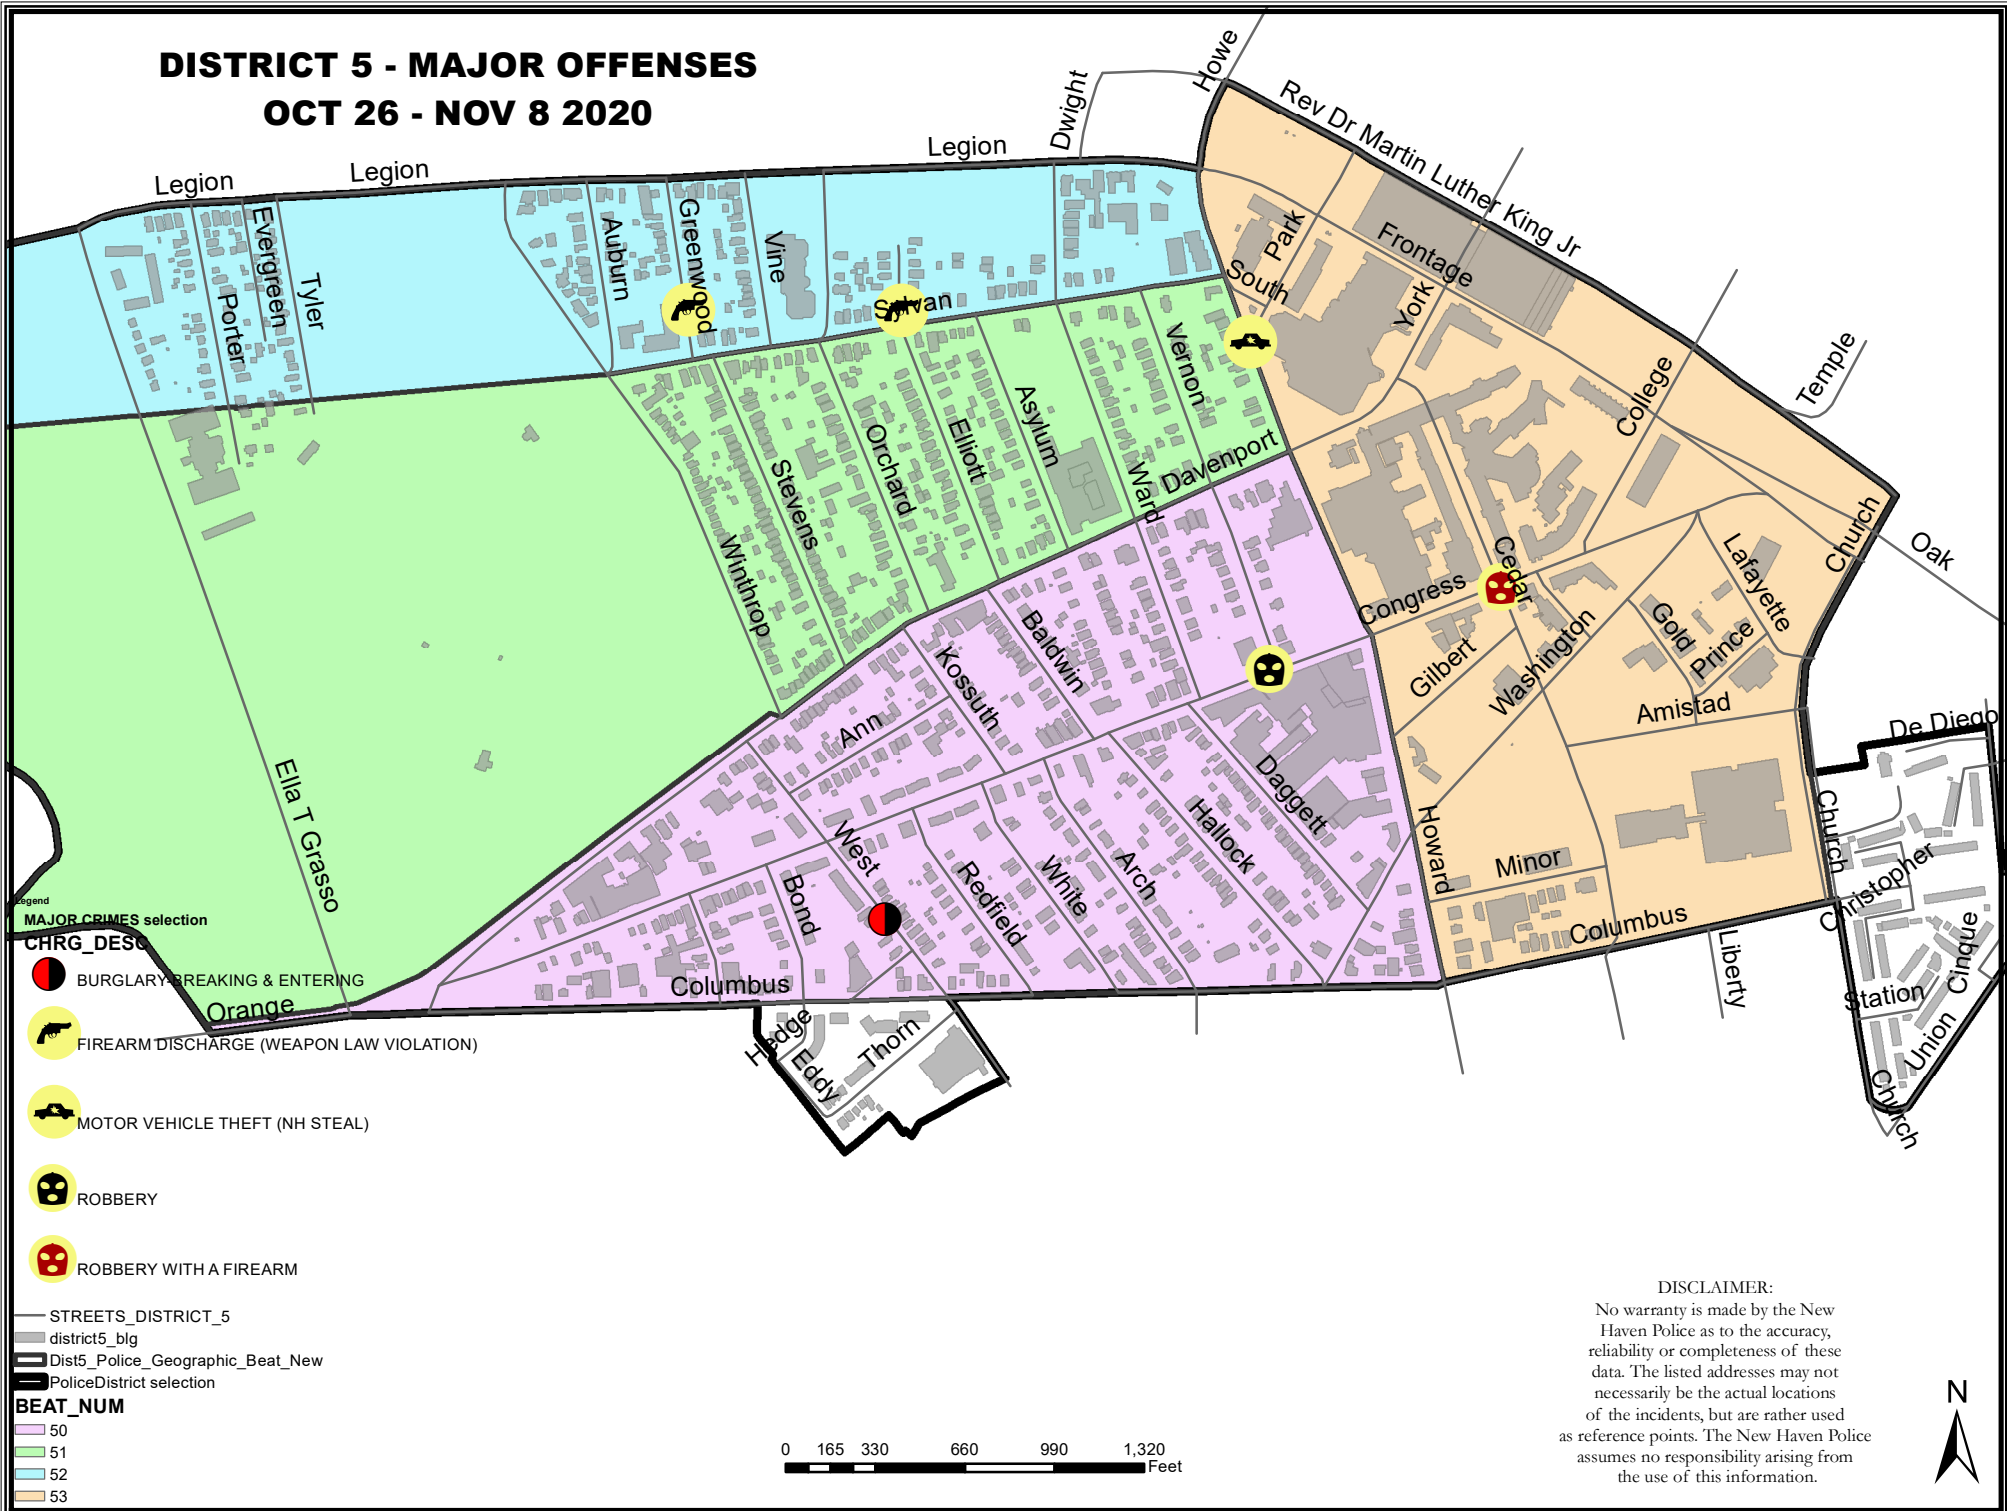 DISTRICT 5 - MAJOR OFFENSES
OCT 26 - NOV 8 2020
Howe
Rev Dr Martin Luther King Jr
Dwight
Legion
Legion
Legion
Evergreen
Porter
Tyler
Auburn
Greenwood
Vine
Sylvan
Park
South
Frontage
York
College
Temple
Church
Oak
Vernon
Davenport
Ward
Asylum
Elliott
Orchard
Stevens
Winthrop
Cedar
Congress
Lafayette
Gold
Prince
Washington
Gilbert
Amistad
De Diego
Baldwin
Kossuth
Ann
Ella T Grasso
West
Bond
Redfield
White
Arch
Hallock
Daggett
Howard
Minor
Columbus
Columbus
Church
Christopher
Cinque
Liberty
Station
Union
Church
Orange
Hedge
Eddy
Thorn
Legend
MAJOR CRIMES selection
CHRG_DESC
BURGLARY-BREAKING & ENTERING
FIREARM DISCHARGE (WEAPON LAW VIOLATION)
MOTOR VEHICLE THEFT (NH STEAL)
ROBBERY
ROBBERY WITH A FIREARM
STREETS_DISTRICT_5
district5_blg
Dist5_Police_Geographic_Beat_New
PoliceDistrict selection
BEAT_NUM
50
51
52
53
0 165 330 660 990 1,320
Feet
DISCLAIMER:
No warranty is made by the New
Haven Police as to the accuracy,
reliability or completeness of these
data. The listed addresses may not
necessarily be the actual locations
of the incidents, but are rather used
as reference points. The New Haven Police
assumes no responsibility arising from
the use of this information.
N